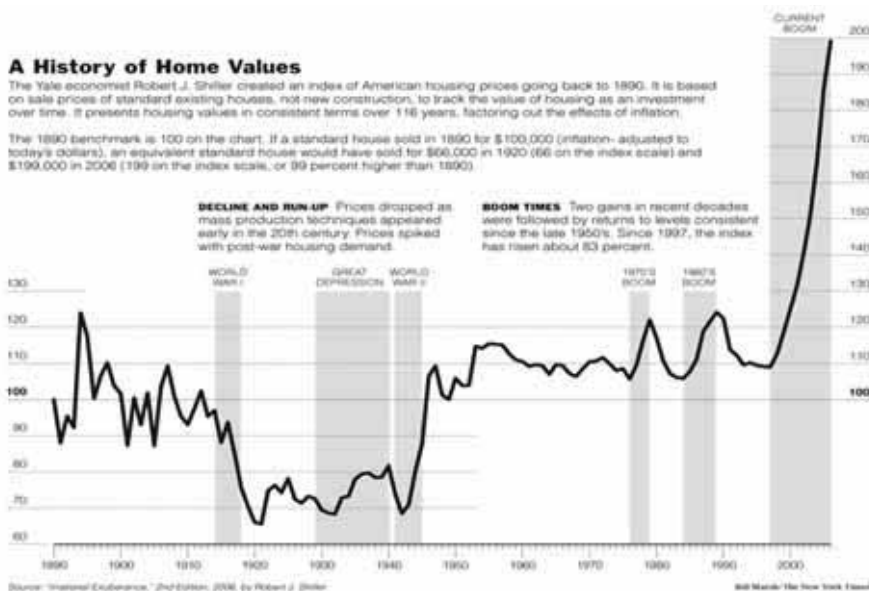 CURRENT
BOOM
A History of Home Values
The Yale economist Robert J. Shiller created an index of American housing prices going back to 1890. It is based
on sale prices of standard existing houses, not new construction, to track the value of housing as an investment
over time. It presents housing values in consistent terms over 116 years, factoring out the effects of inflation.
The 1890 benchmark is 100 on the chart. If a standard house sold in 1890 for $100,000 (inflation- adjusted to
today's dollars), an equivalent standard house would have sold for $66,000 in 1920 (66 on the index scale) and
$199,000 in 2006 (199 on the index scale, or 99 percent higher than 1890).
DECLINE AND RUN-UP Prices dropped as
mass production techniques appeared
early in the 20th century. Prices spiked
with post-war housing demand.
BOOM TIMES Two gains in recent decades
were followed by returns to levels consistent
since the late 1950's. Since 1997, the index
has risen about 83 percent.
WORLD
WAR I
GREAT
DEPRESSION
WORLD
WAR II
1970'S
BOOM
1980'S
BOOM
200
190
180
170
160
150
140
130
120
110
100
130
120
110
100
90
80
70
60
1890 1900 1910 1920 1930 1940 1950 1960 1970 1980 1990 2000
Source: "Irrational Exuberance," 2nd Edition, 2006, by Robert J. Shiller
Bill Marsh/The New York Times